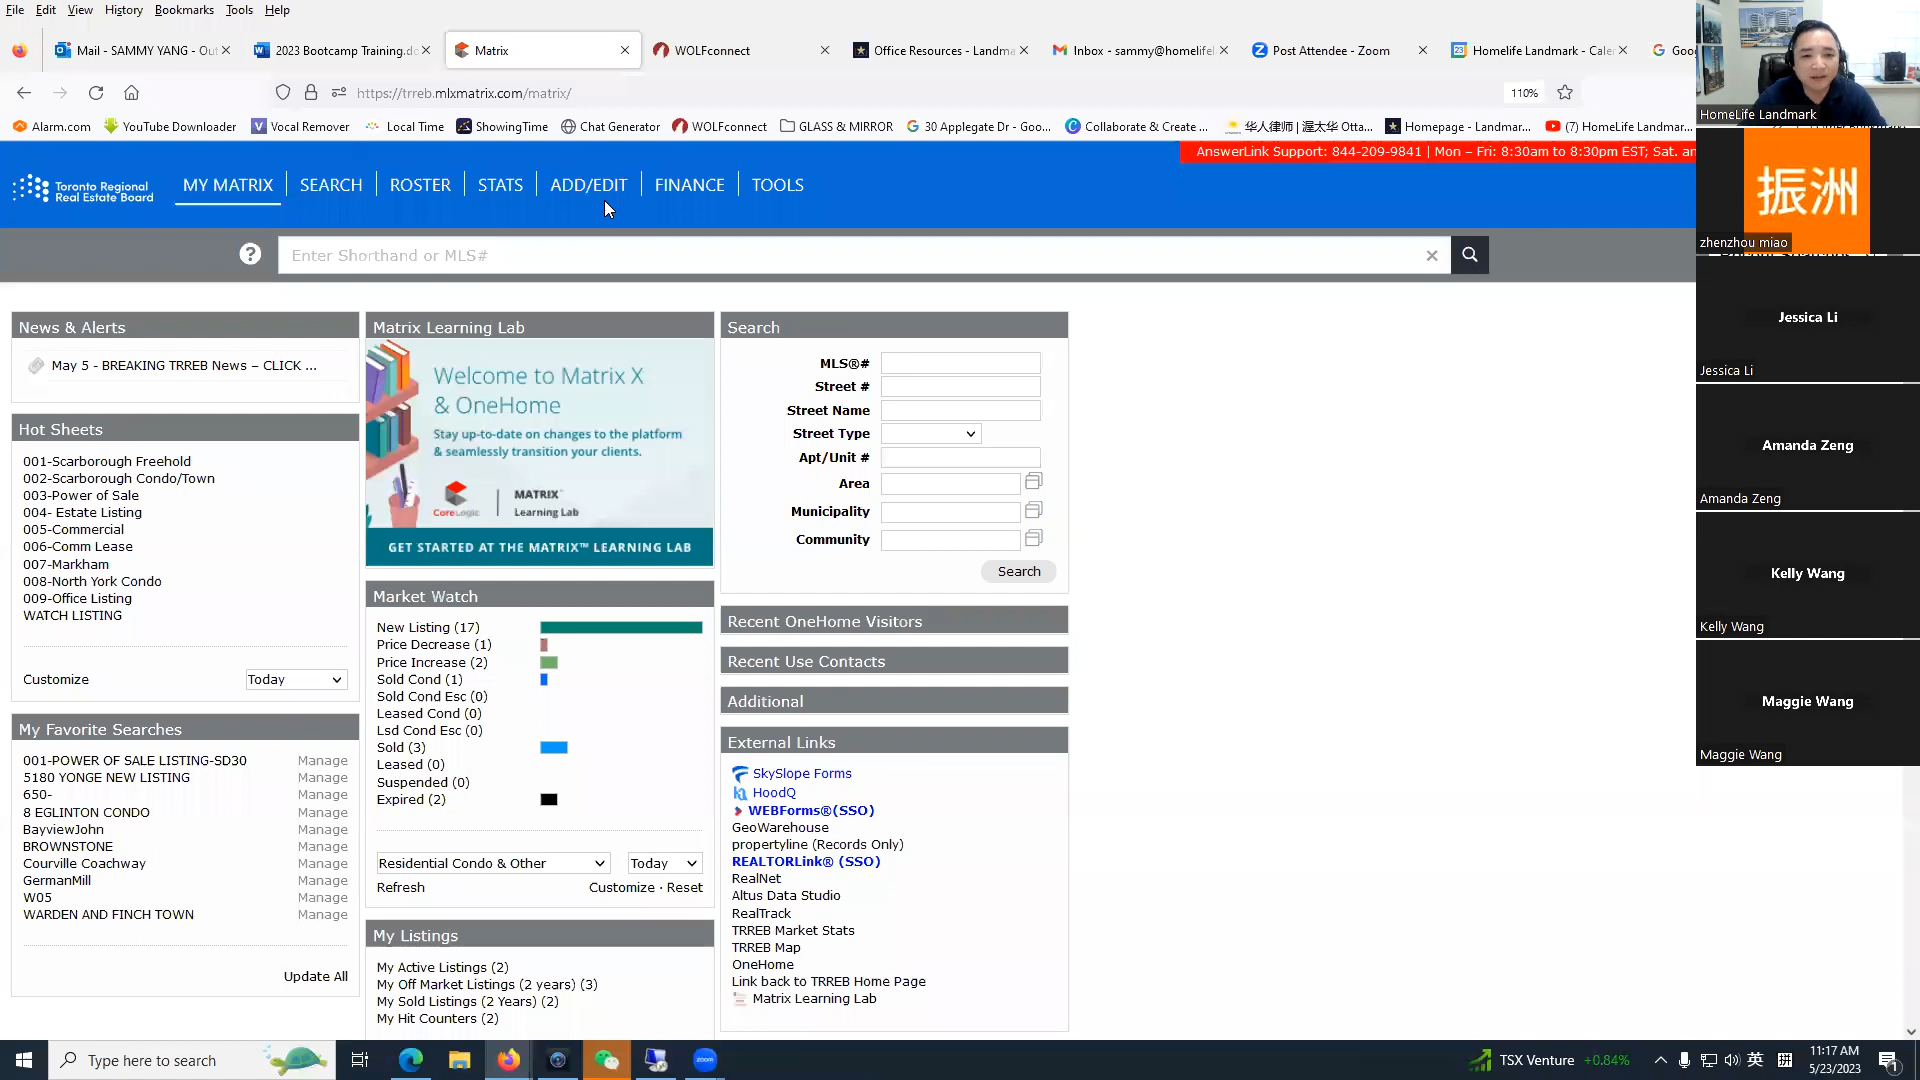 File Edit View History Bookmarks Tools Help
Mail - SAMMY YANG - Out
2023 Bootcamp Training.do
Matrix
WOLFconnect
Office Resources - Landma
Inbox - sammy@homelife
Post Attendee - Zoom
Homelife Landmark - Cale
Goo
https://trreb.mlxmatrix.com/matrix/
110%
Alarm.com YouTube Downloader Vocal Remover Local Time ShowingTime Chat Generator WOLFconnect GLASS & MIRROR 30 Applegate Dr - Goo... Collaborate & Create ... 华人律师 | 渥太华 Otta... Homepage - Landmar... (7) HomeLife Landmar...
AnswerLink Support: 844-209-9841 | Mon – Fri: 8:30am to 8:30pm EST; Sat. an
Toronto Regional
Real Estate Board
MY MATRIX SEARCH ROSTER STATS ADD/EDIT FINANCE TOOLS
Enter Shorthand or MLS#
News & Alerts
May 5 - BREAKING TRREB News – CLICK ...
Hot Sheets
001-Scarborough Freehold
002-Scarborough Condo/Town
003-Power of Sale
004- Estate Listing
005-Commercial
006-Comm Lease
007-Markham
008-North York Condo
009-Office Listing
WATCH LISTING
Customize Today
My Favorite Searches
001-POWER OF SALE LISTING-SD30 Manage
5180 YONGE NEW LISTING Manage
650- Manage
8 EGLINTON CONDO Manage
BayviewJohn Manage
BROWNSTONE Manage
Courville Coachway Manage
GermanMill Manage
W05 Manage
WARDEN AND FINCH TOWN Manage
Update All
Matrix Learning Lab
Welcome to Matrix X
& OneHome
Stay up-to-date on changes to the platform
& seamlessly transition your clients.
CoreLogic
MATRIX™
Learning Lab
GET STARTED AT THE MATRIX™ LEARNING LAB
Market Watch
New Listing (17)
Price Decrease (1)
Price Increase (2)
Sold Cond (1)
Sold Cond Esc (0)
Leased Cond (0)
Lsd Cond Esc (0)
Sold (3)
Leased (0)
Suspended (0)
Expired (2)
Residential Condo & Other Today
Refresh Customize · Reset
My Listings
My Active Listings (2)
My Off Market Listings (2 years) (3)
My Sold Listings (2 Years) (2)
My Hit Counters (2)
Search
MLS®#
Street #
Street Name
Street Type
Apt/Unit #
Area
Municipality
Community
Search
Recent OneHome Visitors
Recent Use Contacts
Additional
External Links
SkySlope Forms
HoodQ
WEBForms®(SSO)
GeoWarehouse
propertyline (Records Only)
REALTORLink® (SSO)
RealNet
Altus Data Studio
RealTrack
TRREB Market Stats
TRREB Map
OneHome
Link back to TRREB Home Page
Matrix Learning Lab
HomeLife Landmark
振洲
zhenzhou miao
Jessica Li
Jessica Li
Amanda Zeng
Amanda Zeng
Kelly Wang
Kelly Wang
Maggie Wang
Maggie Wang
Type here to search
zoom
TSX Venture +0.84%
英
拼
11:17 AM
5/23/2023
1